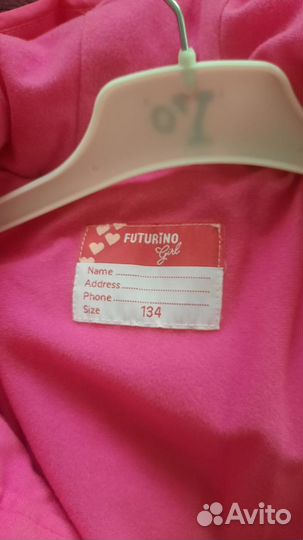 FUTURiNO
Girl
Name
Address
Phone
Size 134
Avito